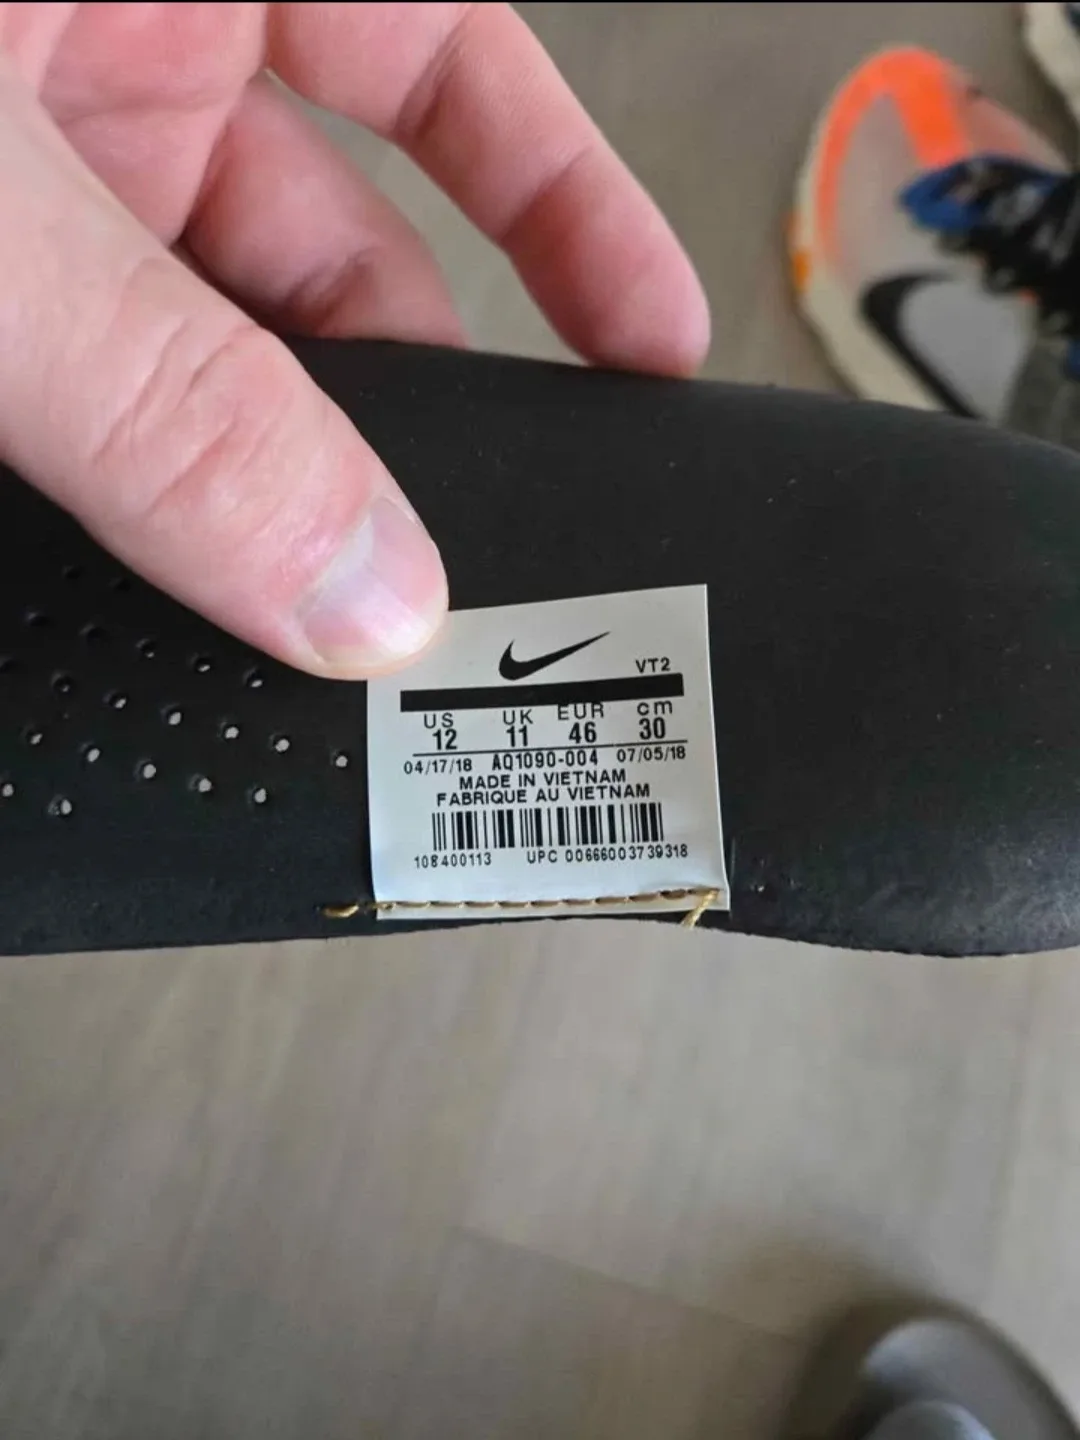 VT2
US UK EUR cm
12 11 46 30
04/17/18 AQ1090-004 07/05/18
MADE IN VIETNAM
FABRIQUE AU VIETNAM
108400113 UPC 00666003739318